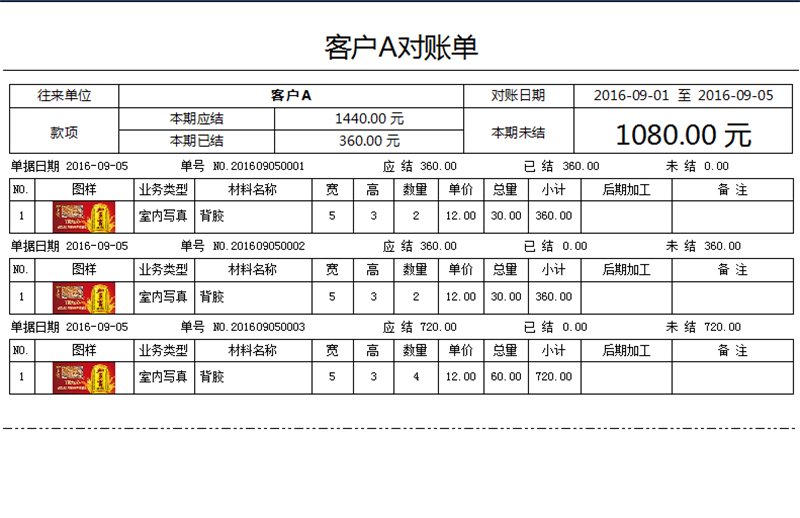 客户A对账单
往来单位 客户A 对账日期 2016-09-01 至 2016-09-05
款项 本期应结 1440.00 元 本期未结 1080.00 元
本期已结 360.00 元
单据日期 2016-09-05 单号 NO.201609050001 应 结 360.00 已 结 360.00 未 结 0.00
NO. 图样 业务类型 材料名称 宽 高 数量 单价 总量 小计 后期加工 备 注
1 室内写真 背胶 5 3 2 12.00 30.00 360.00
单据日期 2016-09-05 单号 NO.201609050002 应 结 360.00 已 结 0.00 未 结 360.00
NO. 图样 业务类型 材料名称 宽 高 数量 单价 总量 小计 后期加工 备 注
1 室内写真 背胶 5 3 2 12.00 30.00 360.00
单据日期 2016-09-05 单号 NO.201609050003 应 结 720.00 已 结 0.00 未 结 720.00
NO. 图样 业务类型 材料名称 宽 高 数量 单价 总量 小计 后期加工 备 注
1 室内写真 背胶 5 3 4 12.00 60.00 720.00